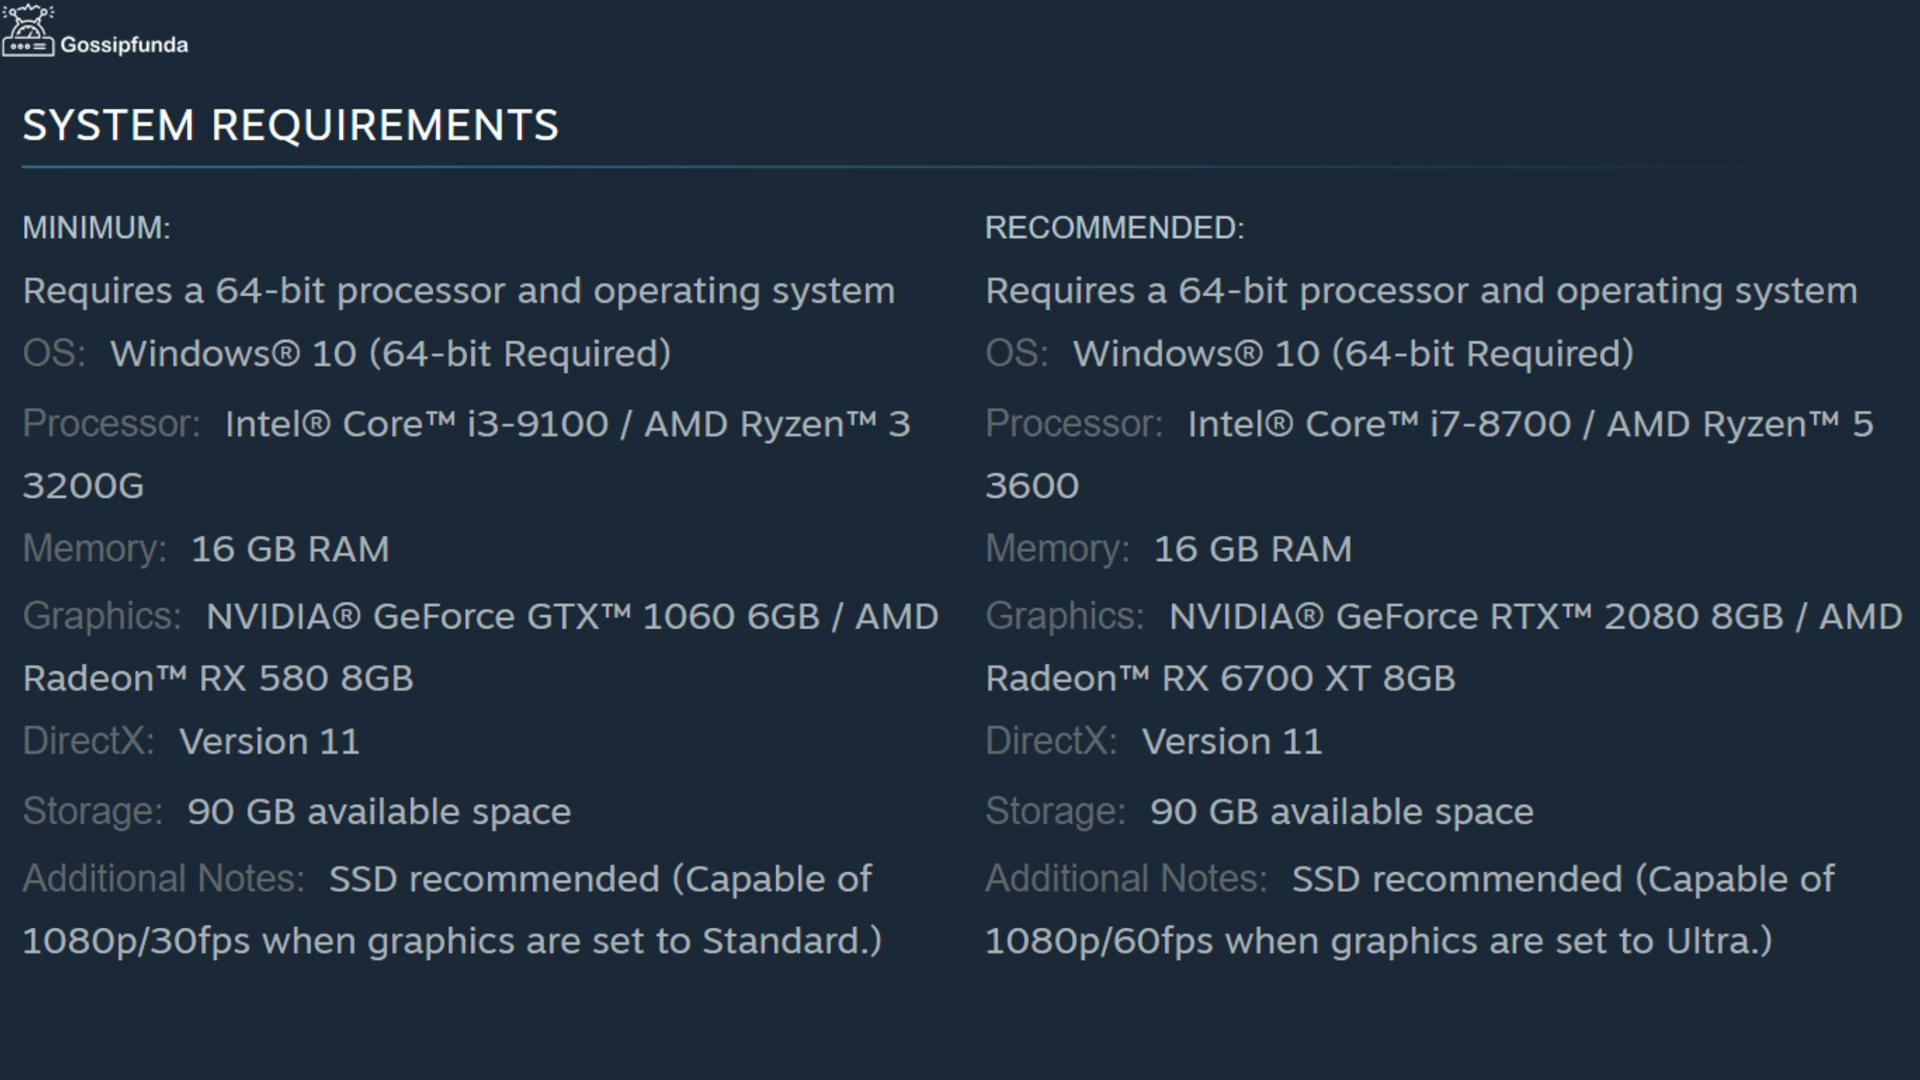 Gossipfunda
SYSTEM REQUIREMENTS
MINIMUM:
Requires a 64-bit processor and operating system
OS: Windows® 10 (64-bit Required)
Processor: Intel® Core™ i3-9100 / AMD Ryzen™ 3
3200G
Memory: 16 GB RAM
Graphics: NVIDIA® GeForce GTX™ 1060 6GB / AMD
Radeon™ RX 580 8GB
DirectX: Version 11
Storage: 90 GB available space
Additional Notes: SSD recommended (Capable of
1080p/30fps when graphics are set to Standard.)
RECOMMENDED:
Requires a 64-bit processor and operating system
OS: Windows® 10 (64-bit Required)
Processor: Intel® Core™ i7-8700 / AMD Ryzen™ 5
3600
Memory: 16 GB RAM
Graphics: NVIDIA® GeForce RTX™ 2080 8GB / AMD
Radeon™ RX 6700 XT 8GB
DirectX: Version 11
Storage: 90 GB available space
Additional Notes: SSD recommended (Capable of
1080p/60fps when graphics are set to Ultra.)